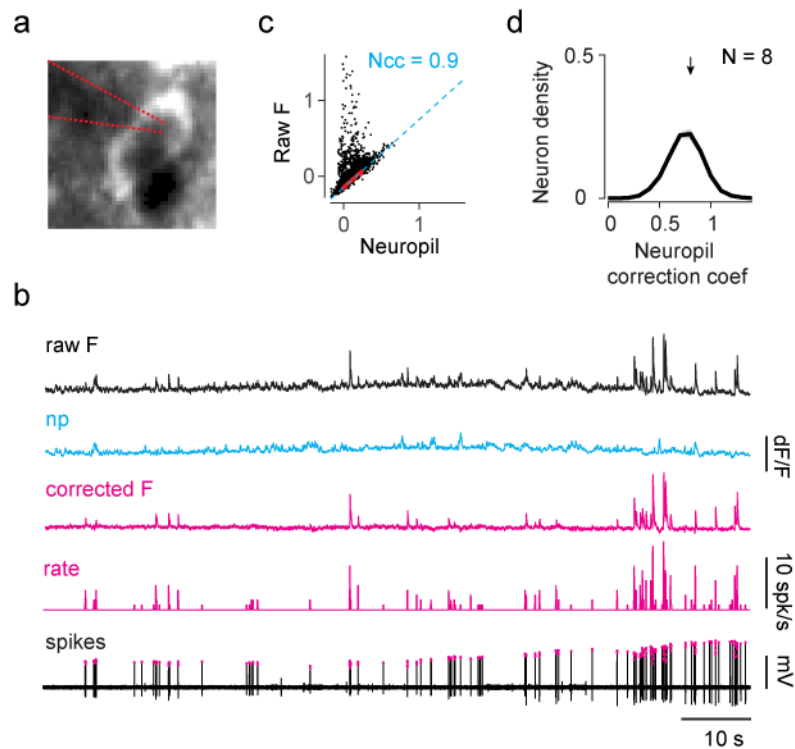 a
c
d
Ncc = 0.9
Raw F
1
0
0
1
Neuropil
N = 8
Neuron density
0.5
0
0
0.5
1
Neuropil
correction coef
b
raw F
np
dF/F
corrected F
rate
10 spk/s
spikes
mV
10 s